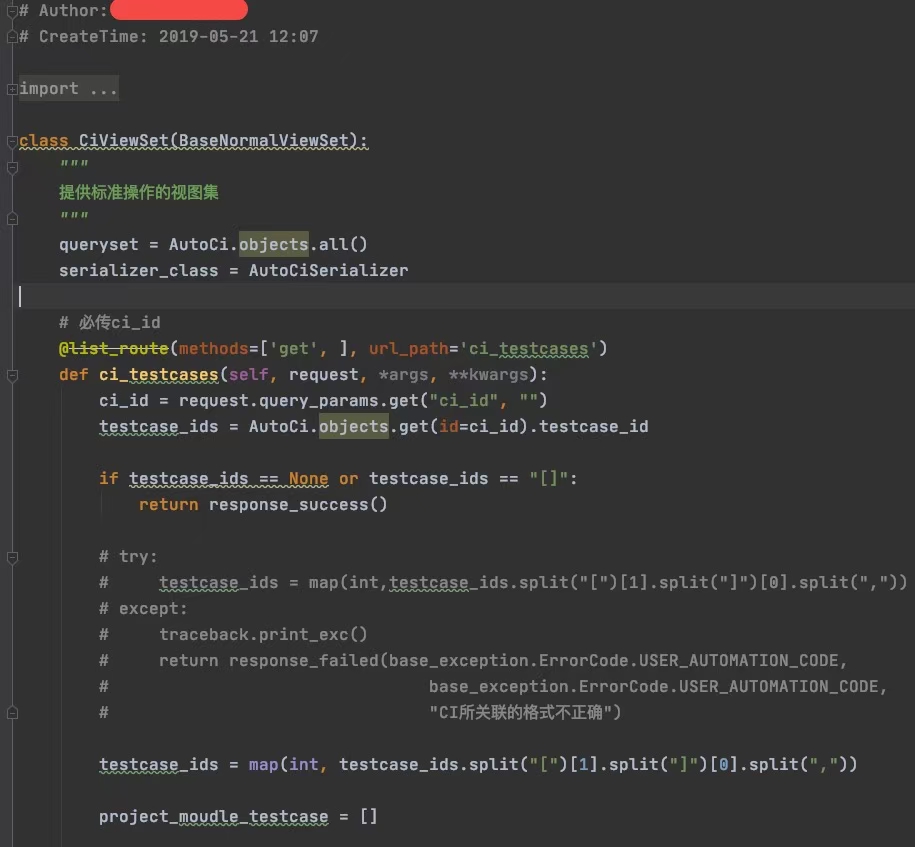 # Author:
# CreateTime: 2019-05-21 12:07
import ...
class CiViewSet(BaseNormalViewSet):
"""
提供标准操作的视图集
"""
queryset = AutoCi.objects.all()
serializer_class = AutoCiSerializer
# 必传ci_id
@list_route(methods=['get', ], url_path='ci_testcases')
def ci_testcases(self, request, *args, **kwargs):
ci_id = request.query_params.get("ci_id", "")
testcase_ids = AutoCi.objects.get(id=ci_id).testcase_id
if testcase_ids == None or testcase_ids == "[]":
return response_success()
# try:
#     testcase_ids = map(int,testcase_ids.split("[")[1].split("]")[0].split(","))
# except:
#     traceback.print_exc()
#     return response_failed(base_exception.ErrorCode.USER_AUTOMATION_CODE,
#                                base_exception.ErrorCode.USER_AUTOMATION_CODE,
#                                "CI所关联的格式不正确")
testcase_ids = map(int, testcase_ids.split("[")[1].split("]")[0].split(","))
project_moudle_testcase = []